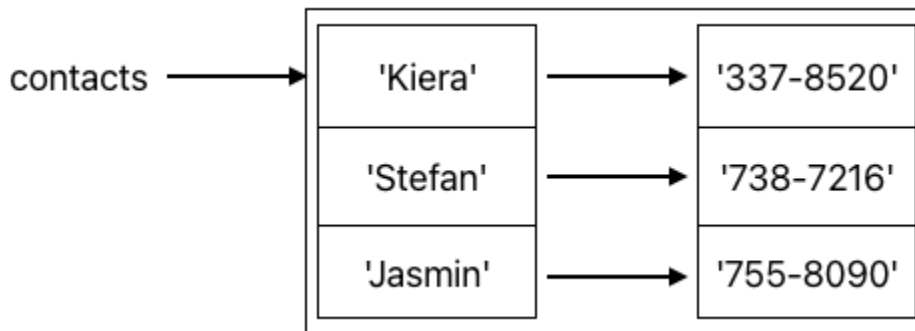 contacts 'Kiera' '337-8520'
'Stefan' '738-7216'
'Jasmin' '755-8090'